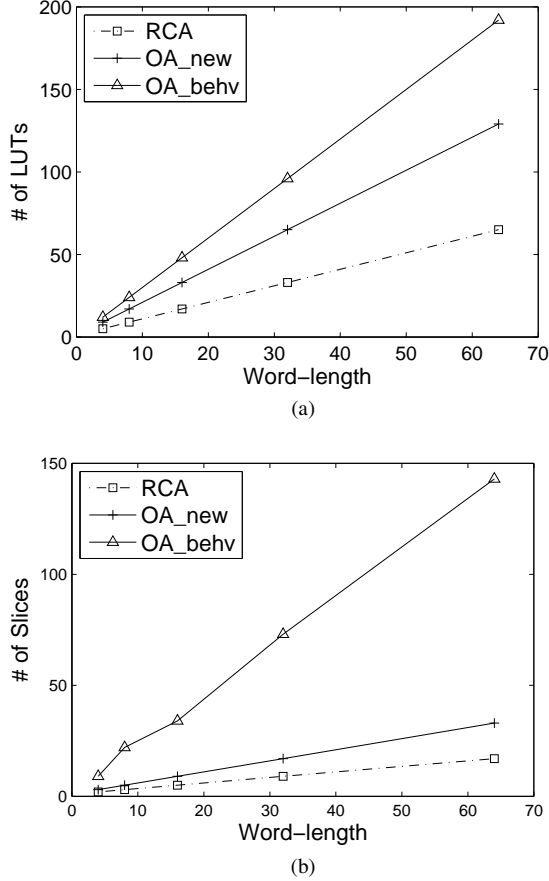 200
150
100
50
0
# of LUTs
RCA
OA_new
OA_behv
0 10 20 30 40 50 60 70
Word-length
(a)
150
100
50
0
# of Slices
RCA
OA_new
OA_behv
0 10 20 30 40 50 60 70
Word-length
(b)